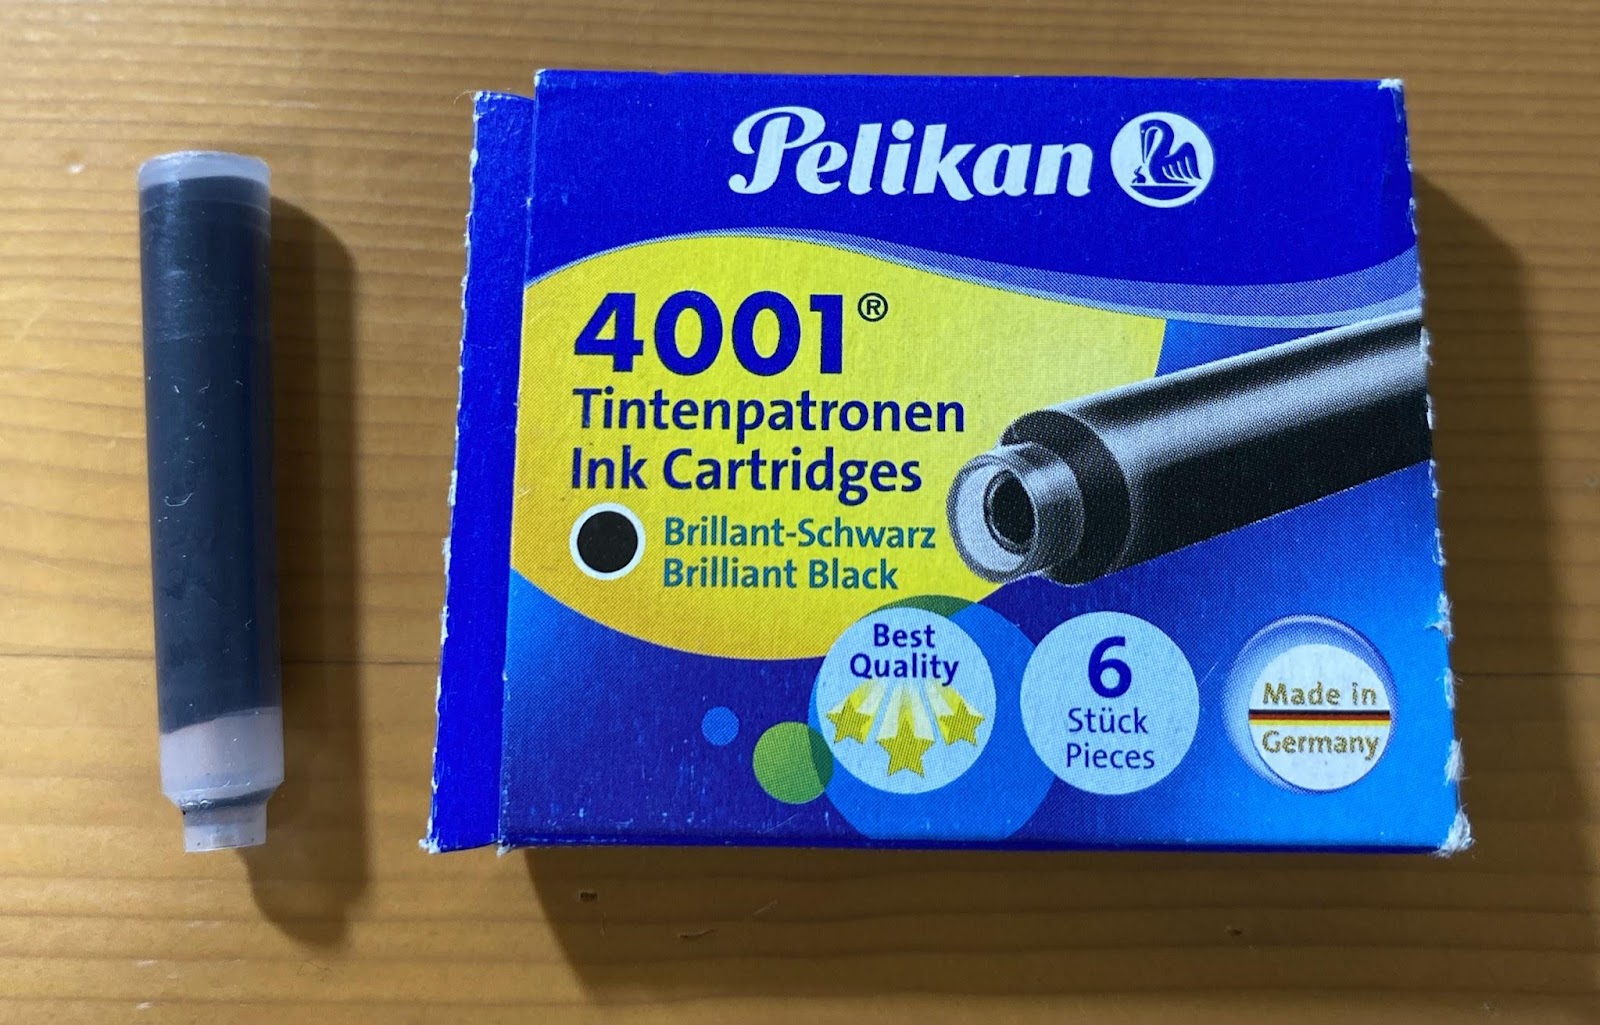 Pelikan
4001®
Tintenpatronen
Ink Cartridges
Brillant-Schwarz
Brilliant Black
Best
Quality
6
Stück
Pieces
Made in
Germany